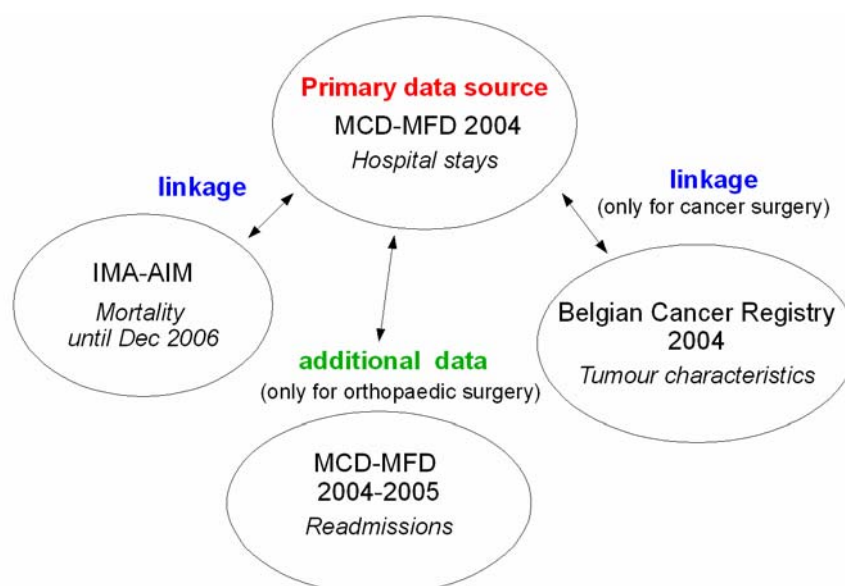 Primary data source
MCD-MFD 2004
Hospital stays
linkage
linkage
(only for cancer surgery)
IMA-AIM
Mortality
until Dec 2006
Belgian Cancer Registry
2004
Tumour characteristics
additional data
(only for orthopaedic surgery)
MCD-MFD
2004-2005
Readmissions